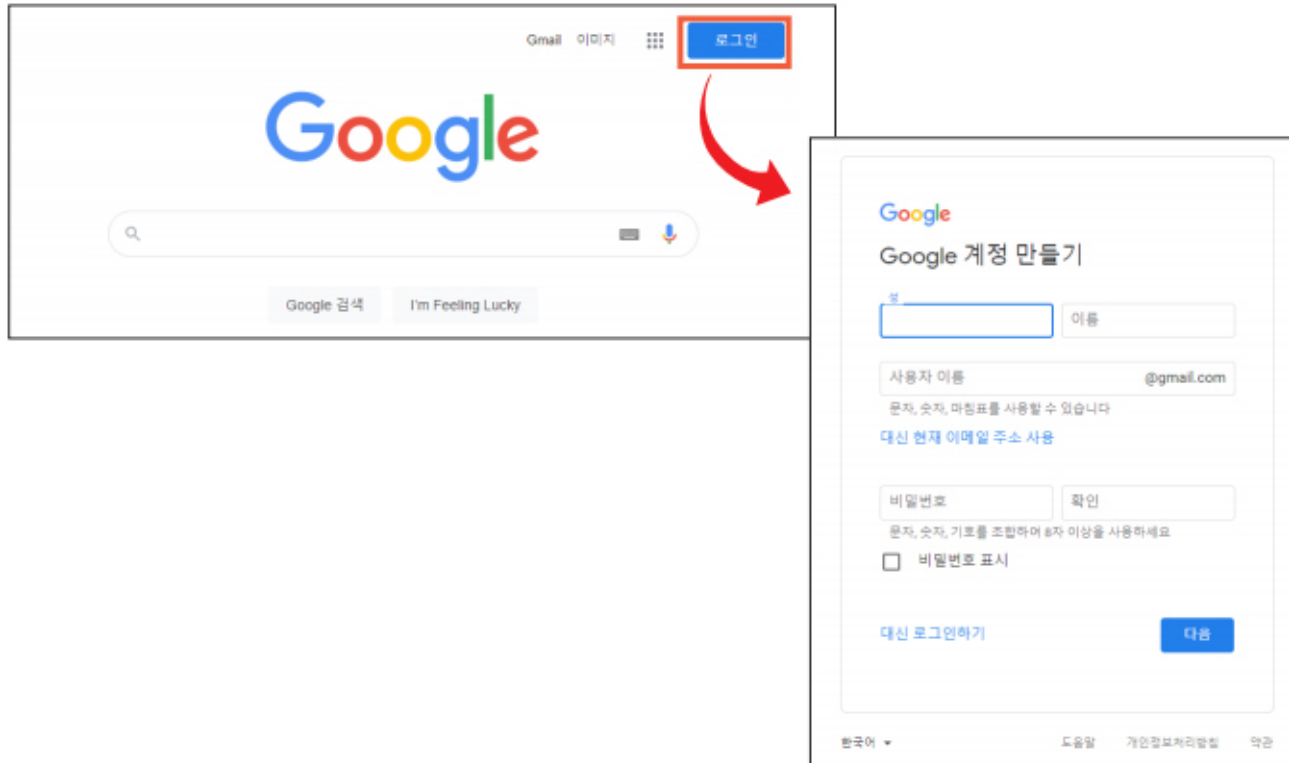 Gmail 이미지 로그인
Google
Google 검색 I'm Feeling Lucky
Google
Google 계정 만들기
성
이름
사용자 이름 @gmail.com
문자, 숫자, 마침표를 사용할 수 있습니다
대신 현재 이메일 주소 사용
비밀번호 확인
문자, 숫자, 기호를 조합하여 8자 이상을 사용하세요
비밀번호 표시
대신 로그인하기 다음
한국어 도움말 개인정보처리방침 약관